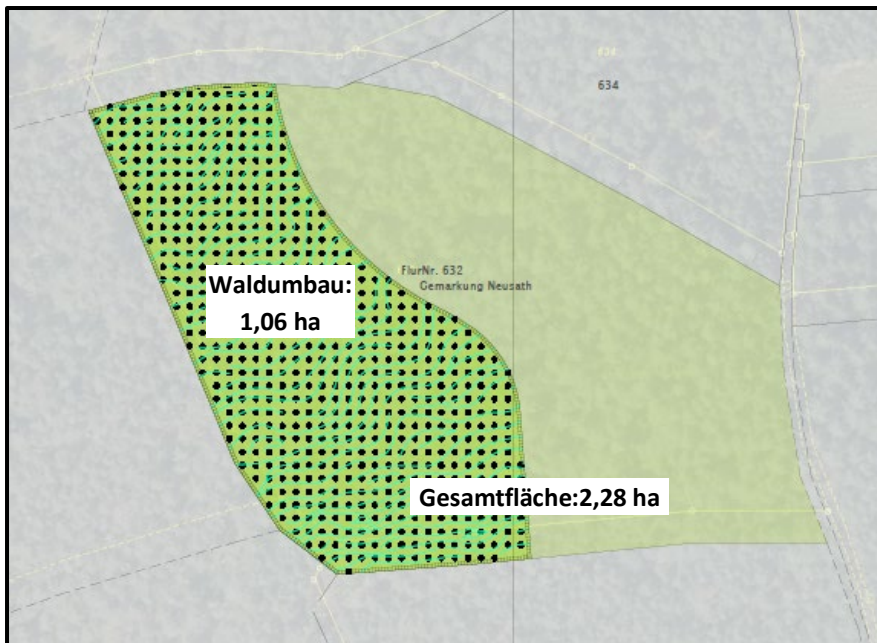 634
634
FlurNr. 632
Gemarkung Neusath
Waldumbau:
1,06 ha
Gesamtfläche:2,28 ha